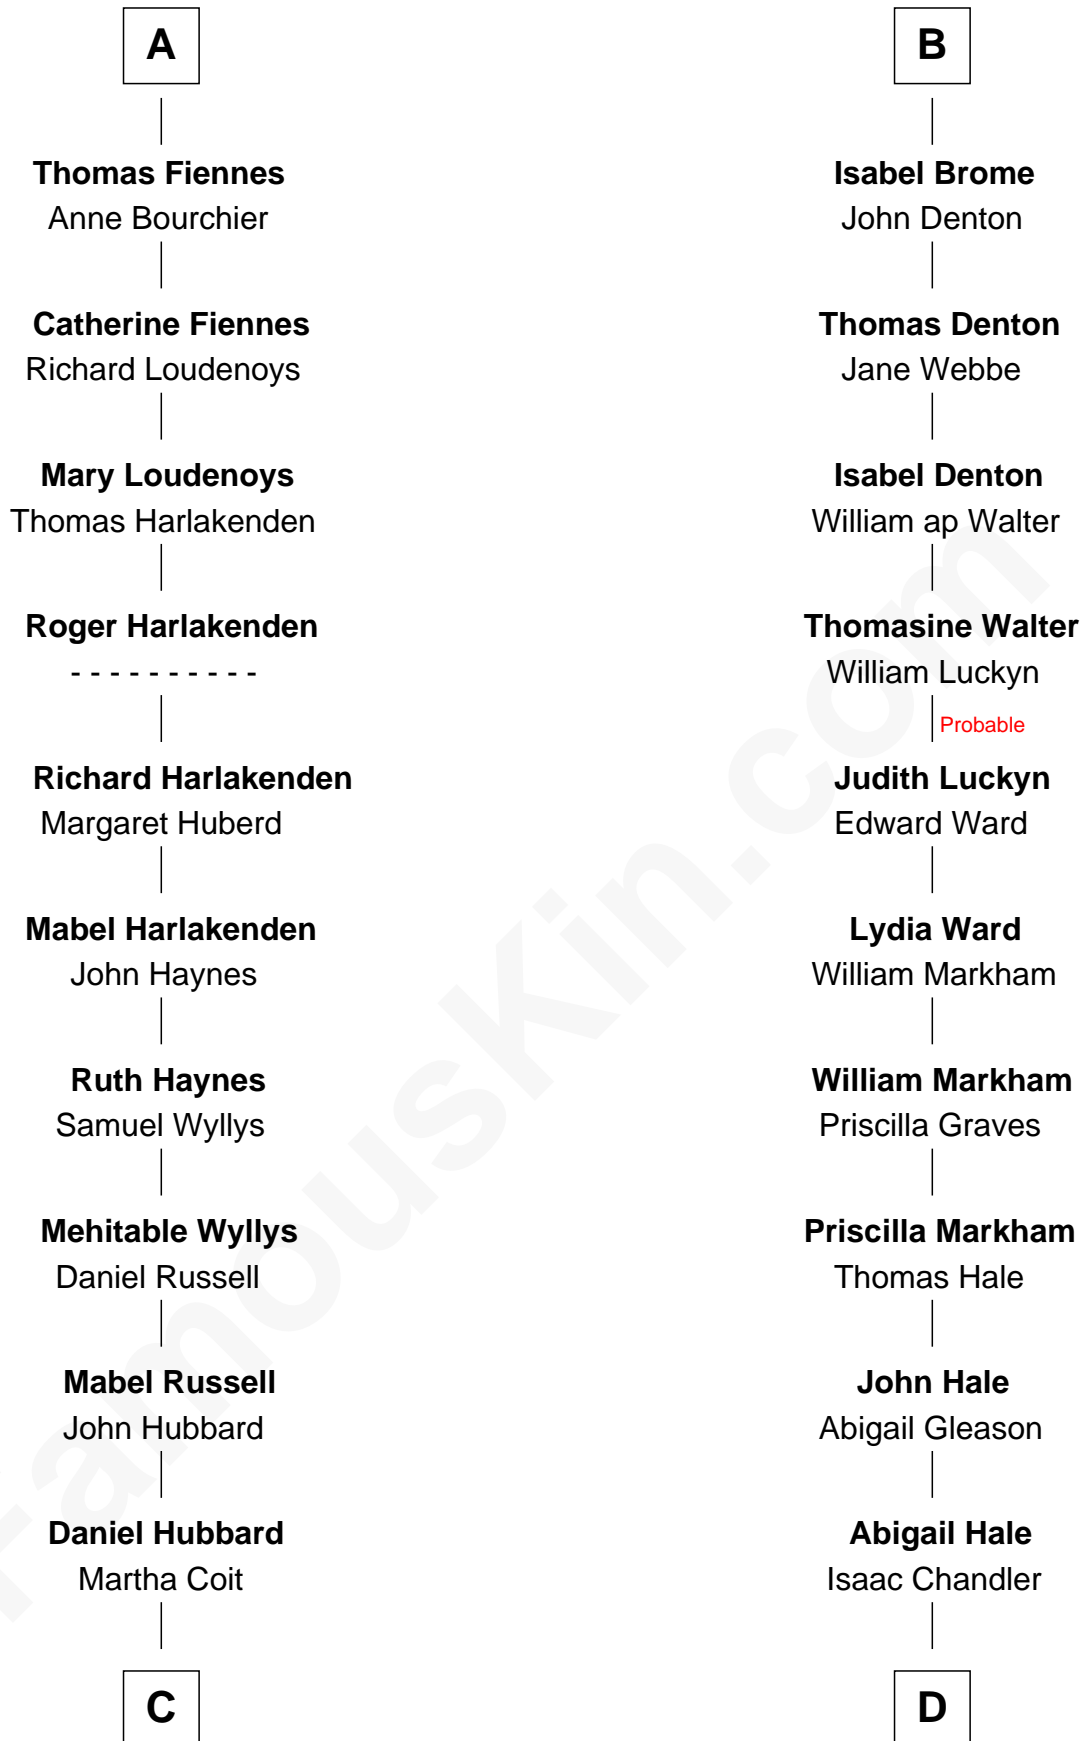 A
Thomas Fiennes
Anne Bourchier
Catherine Fiennes
Richard Loudenoys
Mary Loudenoys
Thomas Harlakenden
Roger Harlakenden
- - - - - - - - - -
Richard Harlakenden
Margaret Huberd
Mabel Harlakenden
John Haynes
Ruth Haynes
Samuel Wyllys
Mehitable Wyllys
Daniel Russell
Mabel Russell
John Hubbard
Daniel Hubbard
Martha Coit
C
B
Isabel Brome
John Denton
Thomas Denton
Jane Webbe
Isabel Denton
William ap Walter
Thomasine Walter
William Luckyn
Probable
Judith Luckyn
Edward Ward
Lydia Ward
William Markham
William Markham
Priscilla Graves
Priscilla Markham
Thomas Hale
John Hale
Abigail Gleason
Abigail Hale
Isaac Chandler
D
FamousKin.com